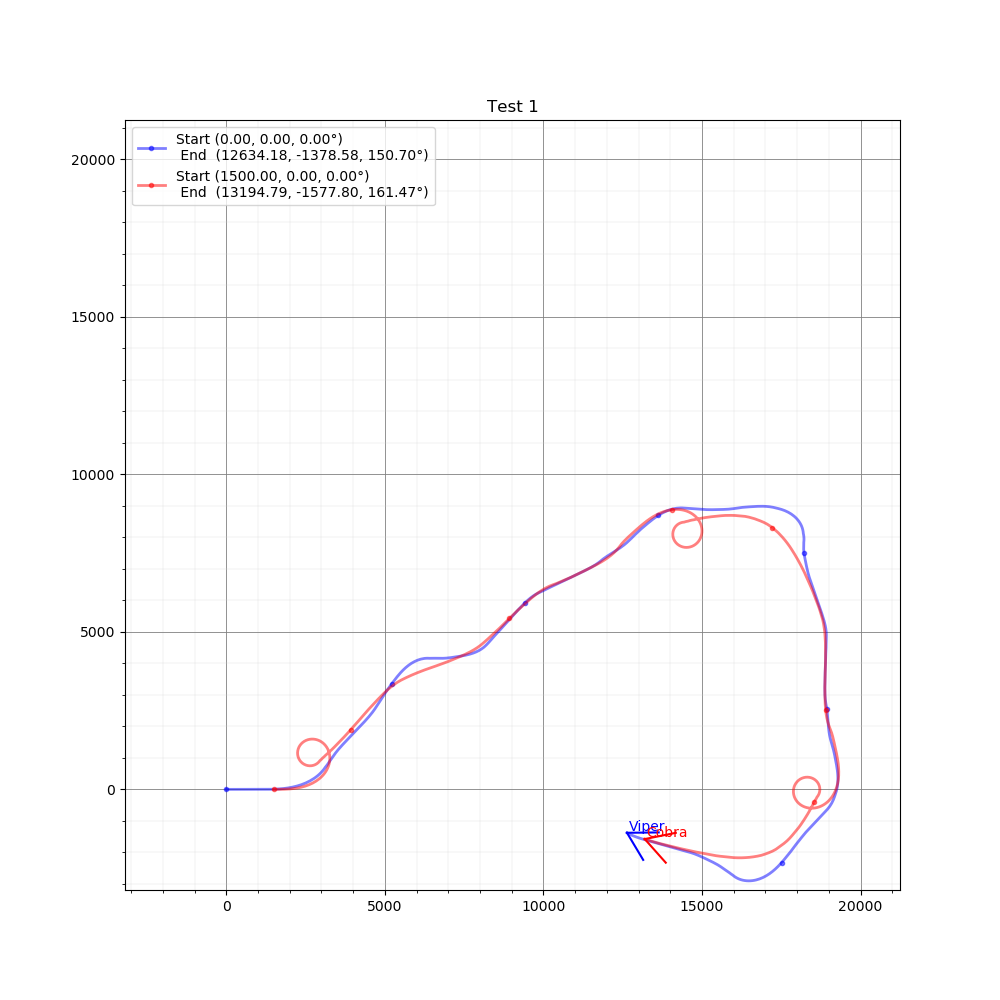 Test 1
Start (0.00, 0.00, 0.00°)
End (12634.18, -1378.58, 150.70°)
Start (1500.00, 0.00, 0.00°)
End (13194.79, -1577.80, 161.47°)
20000
15000
10000
5000
0
Viper
Cobra
0
5000
10000
15000
20000